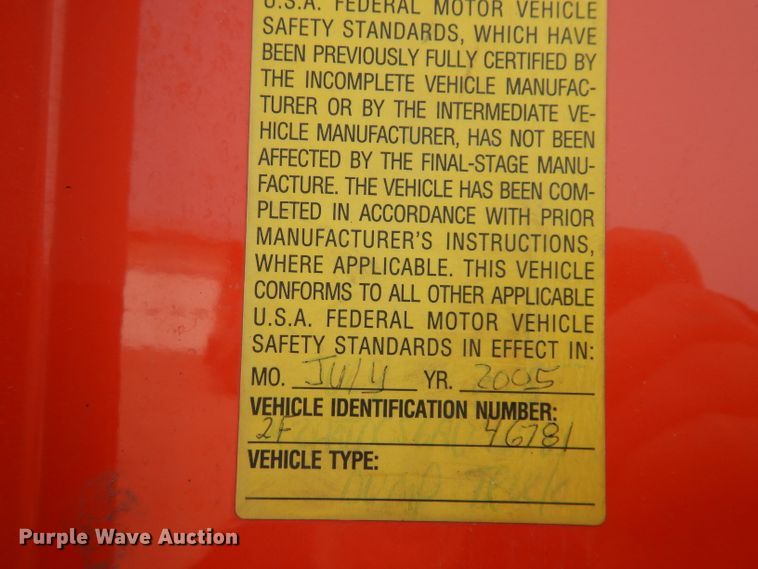 U.S.A. FEDERAL MOTOR VEHICLE
SAFETY STANDARDS, WHICH HAVE
BEEN PREVIOUSLY FULLY CERTIFIED BY
THE INCOMPLETE VEHICLE MANUFAC-
TURER OR BY THE INTERMEDIATE VE-
HICLE MANUFACTURER, HAS NOT BEEN
AFFECTED BY THE FINAL-STAGE MANU-
FACTURE. THE VEHICLE HAS BEEN COM-
PLETED IN ACCORDANCE WITH PRIOR
MANUFACTURER'S INSTRUCTIONS,
WHERE APPLICABLE. THIS VEHICLE
CONFORMS TO ALL OTHER APPLICABLE
U.S.A. FEDERAL MOTOR VEHICLE
SAFETY STANDARDS IN EFFECT IN:
MO. July YR. 2005
VEHICLE IDENTIFICATION NUMBER:
2F 46781
VEHICLE TYPE:
Dump Truck
Purple Wave Auction